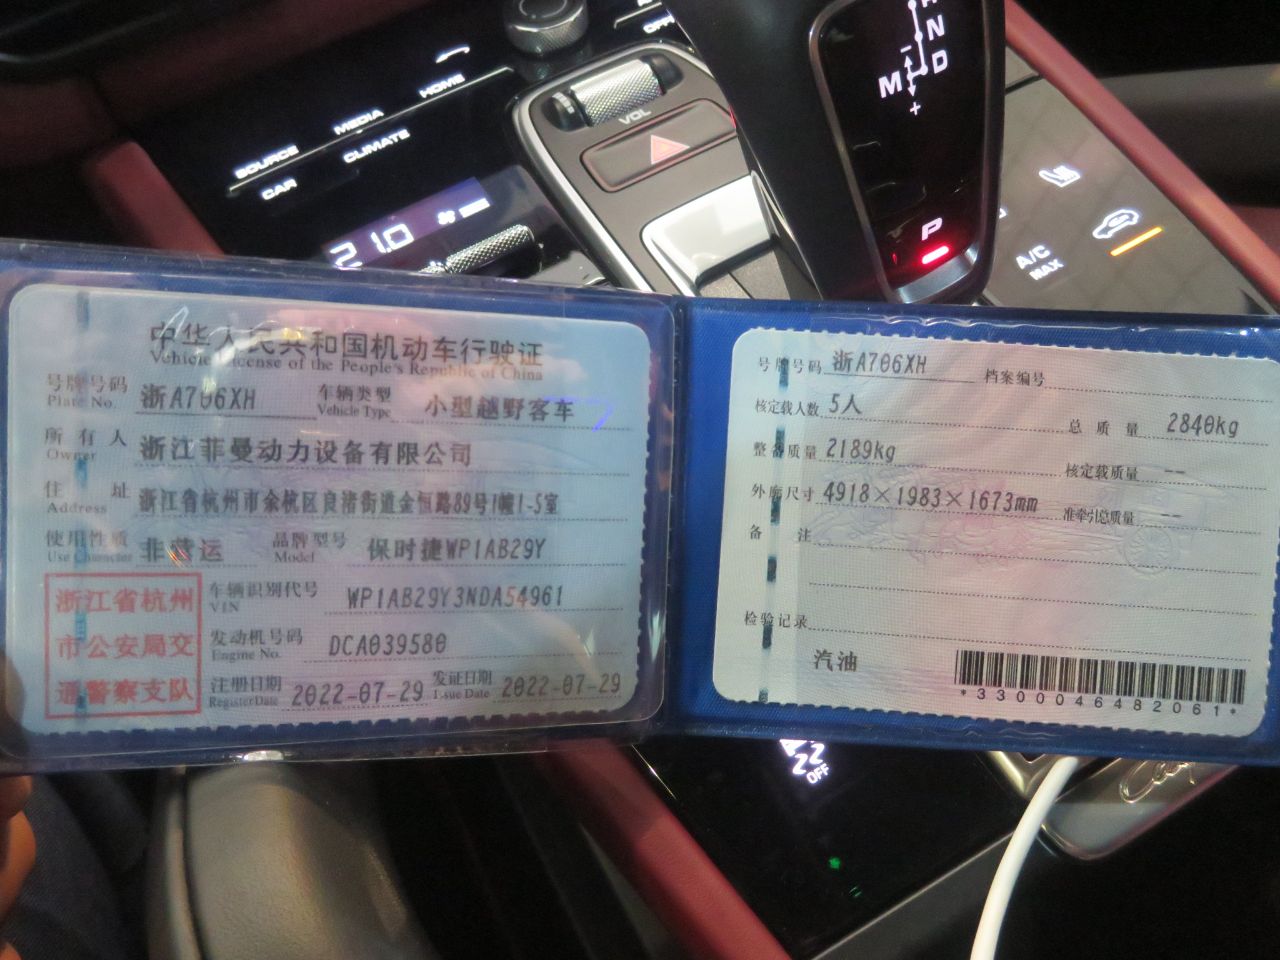 HOME
MEDIA
SOURCE
CLIMATE
CAR
OFF
VOL
21.0
N
D
M
+
P
A/C
MAX
中华人民共和国机动车行驶证
Vehicle License of the People's Republic of China
号牌号码 浙A706XH 车辆类型 小型越野客车
Plate No. Vehicle Type
所有人 浙江菲曼动力设备有限公司
Owner
住址 浙江省杭州市余杭区良渚街道金恒路89号1幢1-5室
Address
使用性质 非营运 品牌型号 保时捷WP1AB29Y
Use Character Model
浙江省杭州
市公安局交
通警察支队
车辆识别代号 WP1AB29Y3NDA54961
VIN
发动机号码 DCA039580
Engine No.
注册日期 2022-07-29 发证日期 2022-07-29
Register Date Issue Date
号牌号码 浙A706XH 档案编号
核定载人数 5人 总质量 2840kg
整备质量 2189kg 核定载质量 --
外廓尺寸 4918×1983×1673mm 准牵引总质量 --
备注
检验记录
汽油
*3300046482061*
22
OFF